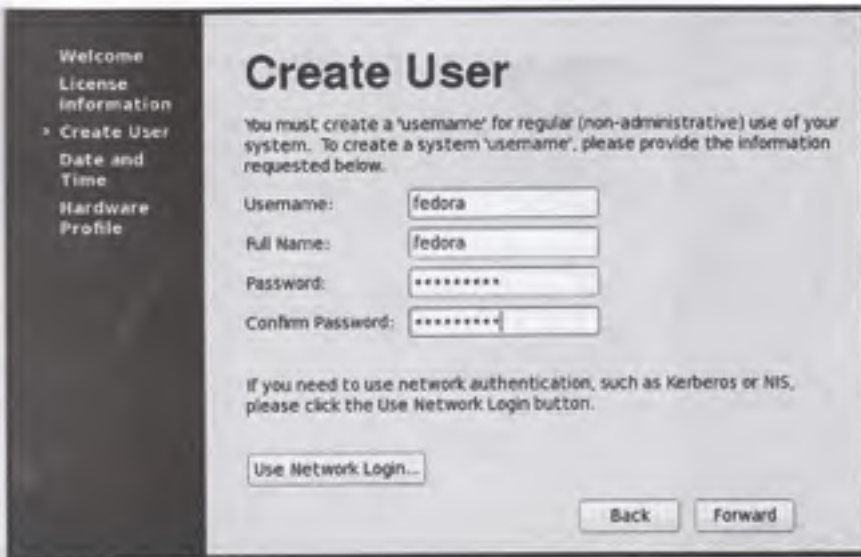 Welcome
License
Information
Create User
Date and
Time
Hardware
Profile
Create User
You must create a 'username' for regular (non-administrative) use of your
system. To create a system 'username', please provide the information
requested below.
Username: fedora
Full Name: fedora
Password: •••••••••
Confirm Password: •••••••••
If you need to use network authentication, such as Kerberos or NIS,
please click the Use Network Login button.
Use Network Login...
Back Forward